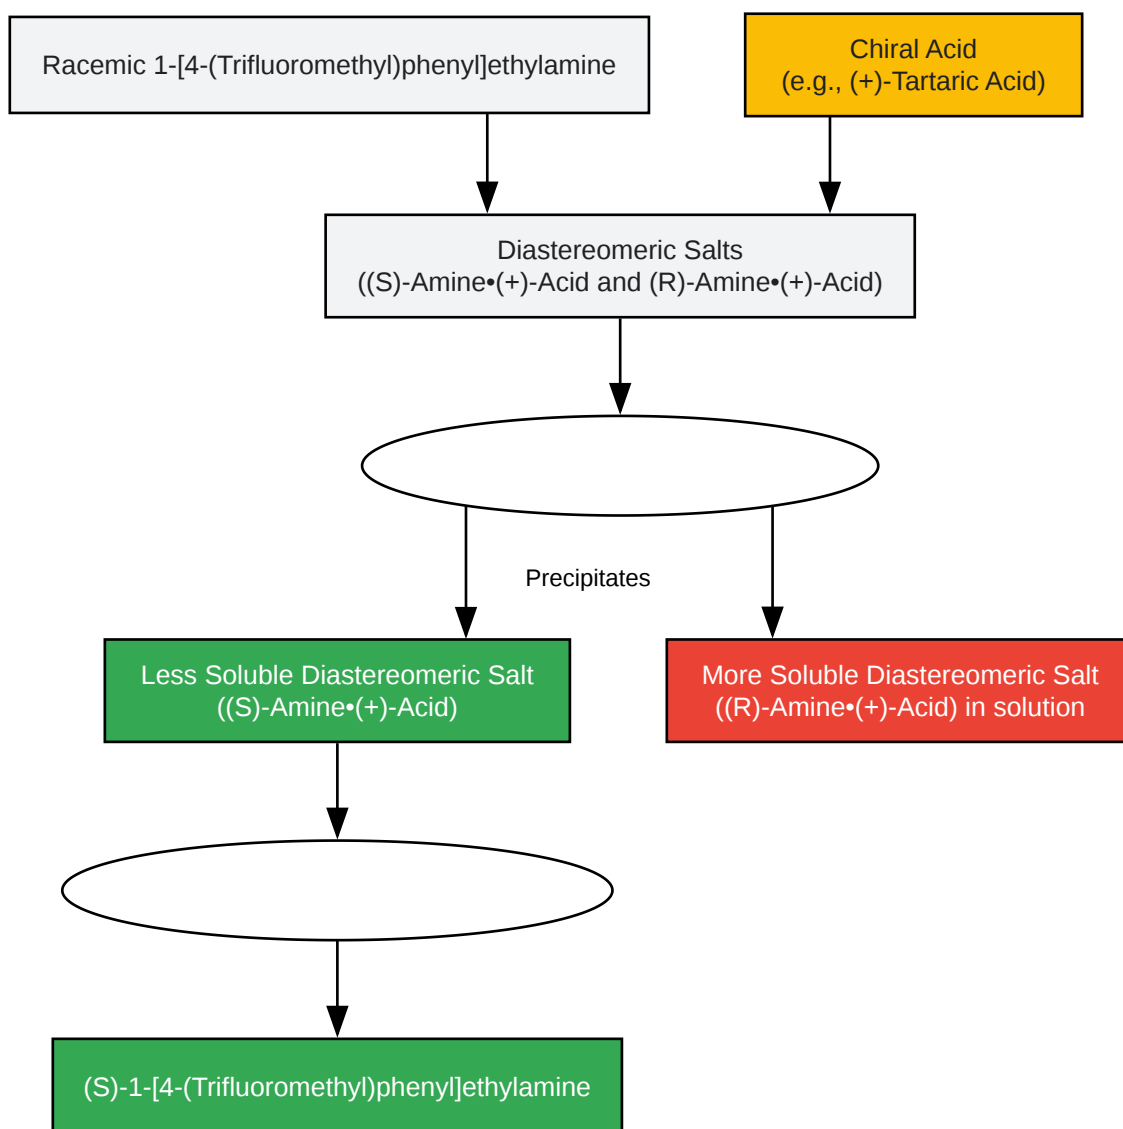 Racemic 1-[4-(Trifluoromethyl)phenyl]ethylamine
Chiral Acid
(e.g., (+)-Tartaric Acid)
Diastereomeric Salts
((S)-Amine•(+)-Acid and (R)-Amine•(+)-Acid)
Precipitates
Less Soluble Diastereomeric Salt
((S)-Amine•(+)-Acid)
More Soluble Diastereomeric Salt
((R)-Amine•(+)-Acid) in solution
(S)-1-[4-(Trifluoromethyl)phenyl]ethylamine